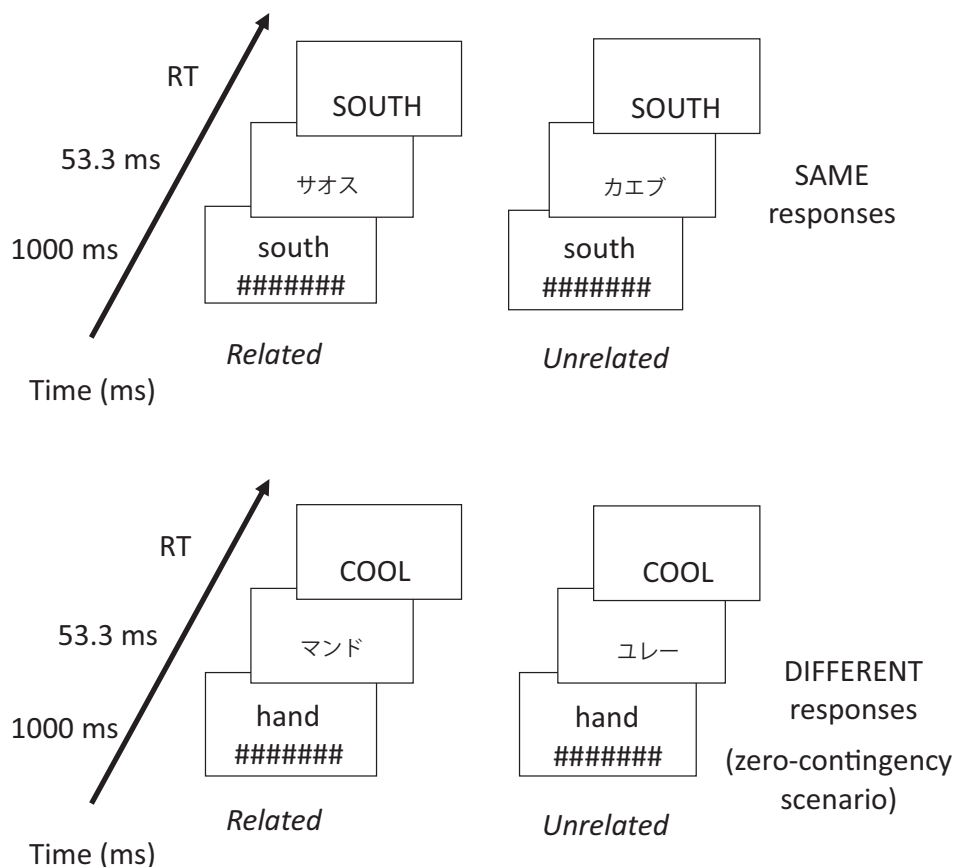 RT
53.3 ms
1000 ms
Time (ms)
SOUTH
サオス
south
#######
Related
SOUTH
カエブ
south
#######
Unrelated
SAME
responses
RT
53.3 ms
1000 ms
Time (ms)
COOL
マンド
hand
#######
Related
COOL
ユレー
hand
#######
Unrelated
DIFFERENT
responses
(zero-contingency
scenario)